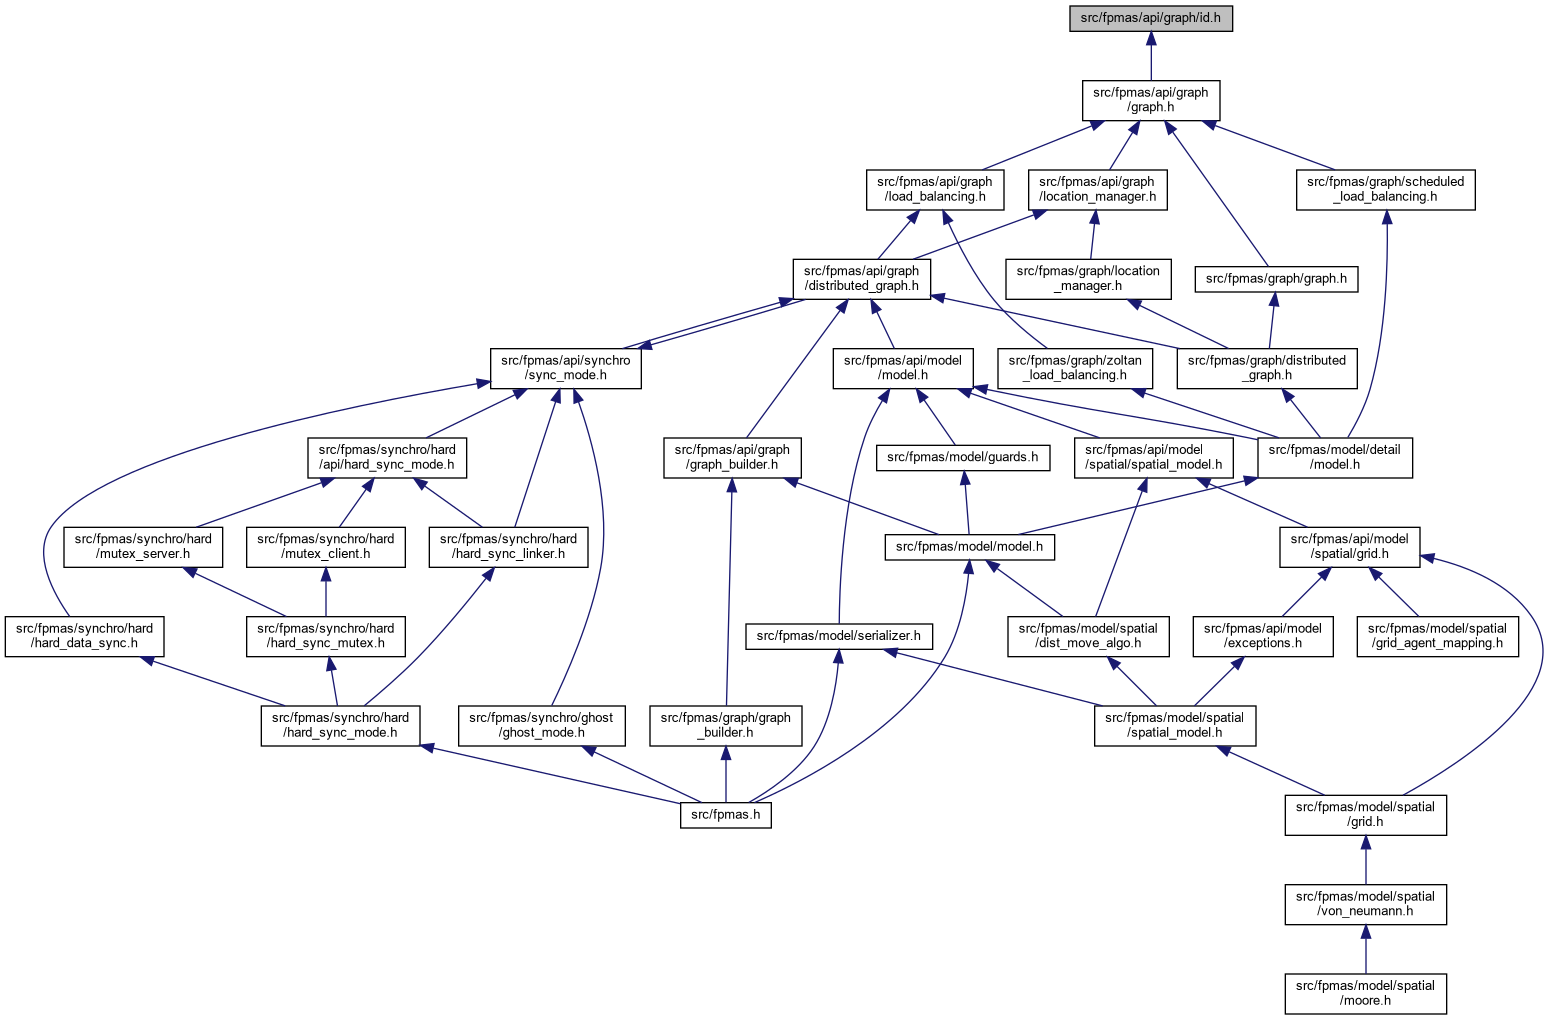 src/fpmas/api/graph/id.h
src/fpmas/api/graph
/graph.h
src/fpmas/api/graph
/load_balancing.h
src/fpmas/api/graph
/location_manager.h
src/fpmas/graph/scheduled
_load_balancing.h
src/fpmas/api/graph
/distributed_graph.h
src/fpmas/graph/location
_manager.h
src/fpmas/graph/graph.h
src/fpmas/api/synchro
/sync_mode.h
src/fpmas/api/model
/model.h
src/fpmas/graph/zoltan
_load_balancing.h
src/fpmas/graph/distributed
_graph.h
src/fpmas/synchro/hard
/api/hard_sync_mode.h
src/fpmas/api/graph
/graph_builder.h
src/fpmas/model/guards.h
src/fpmas/api/model
/spatial/spatial_model.h
src/fpmas/model/detail
/model.h
src/fpmas/synchro/hard
/mutex_server.h
src/fpmas/synchro/hard
/mutex_client.h
src/fpmas/synchro/hard
/hard_sync_linker.h
src/fpmas/model/model.h
src/fpmas/api/model
/spatial/grid.h
src/fpmas/synchro/hard
/hard_data_sync.h
src/fpmas/synchro/hard
/hard_sync_mutex.h
src/fpmas/model/serializer.h
src/fpmas/model/spatial
/dist_move_algo.h
src/fpmas/api/model
/exceptions.h
src/fpmas/model/spatial
/grid_agent_mapping.h
src/fpmas/synchro/hard
/hard_sync_mode.h
src/fpmas/synchro/ghost
/ghost_mode.h
src/fpmas/graph/graph
_builder.h
src/fpmas/model/spatial
/spatial_model.h
src/fpmas.h
src/fpmas/model/spatial
/grid.h
src/fpmas/model/spatial
/von_neumann.h
src/fpmas/model/spatial
/moore.h